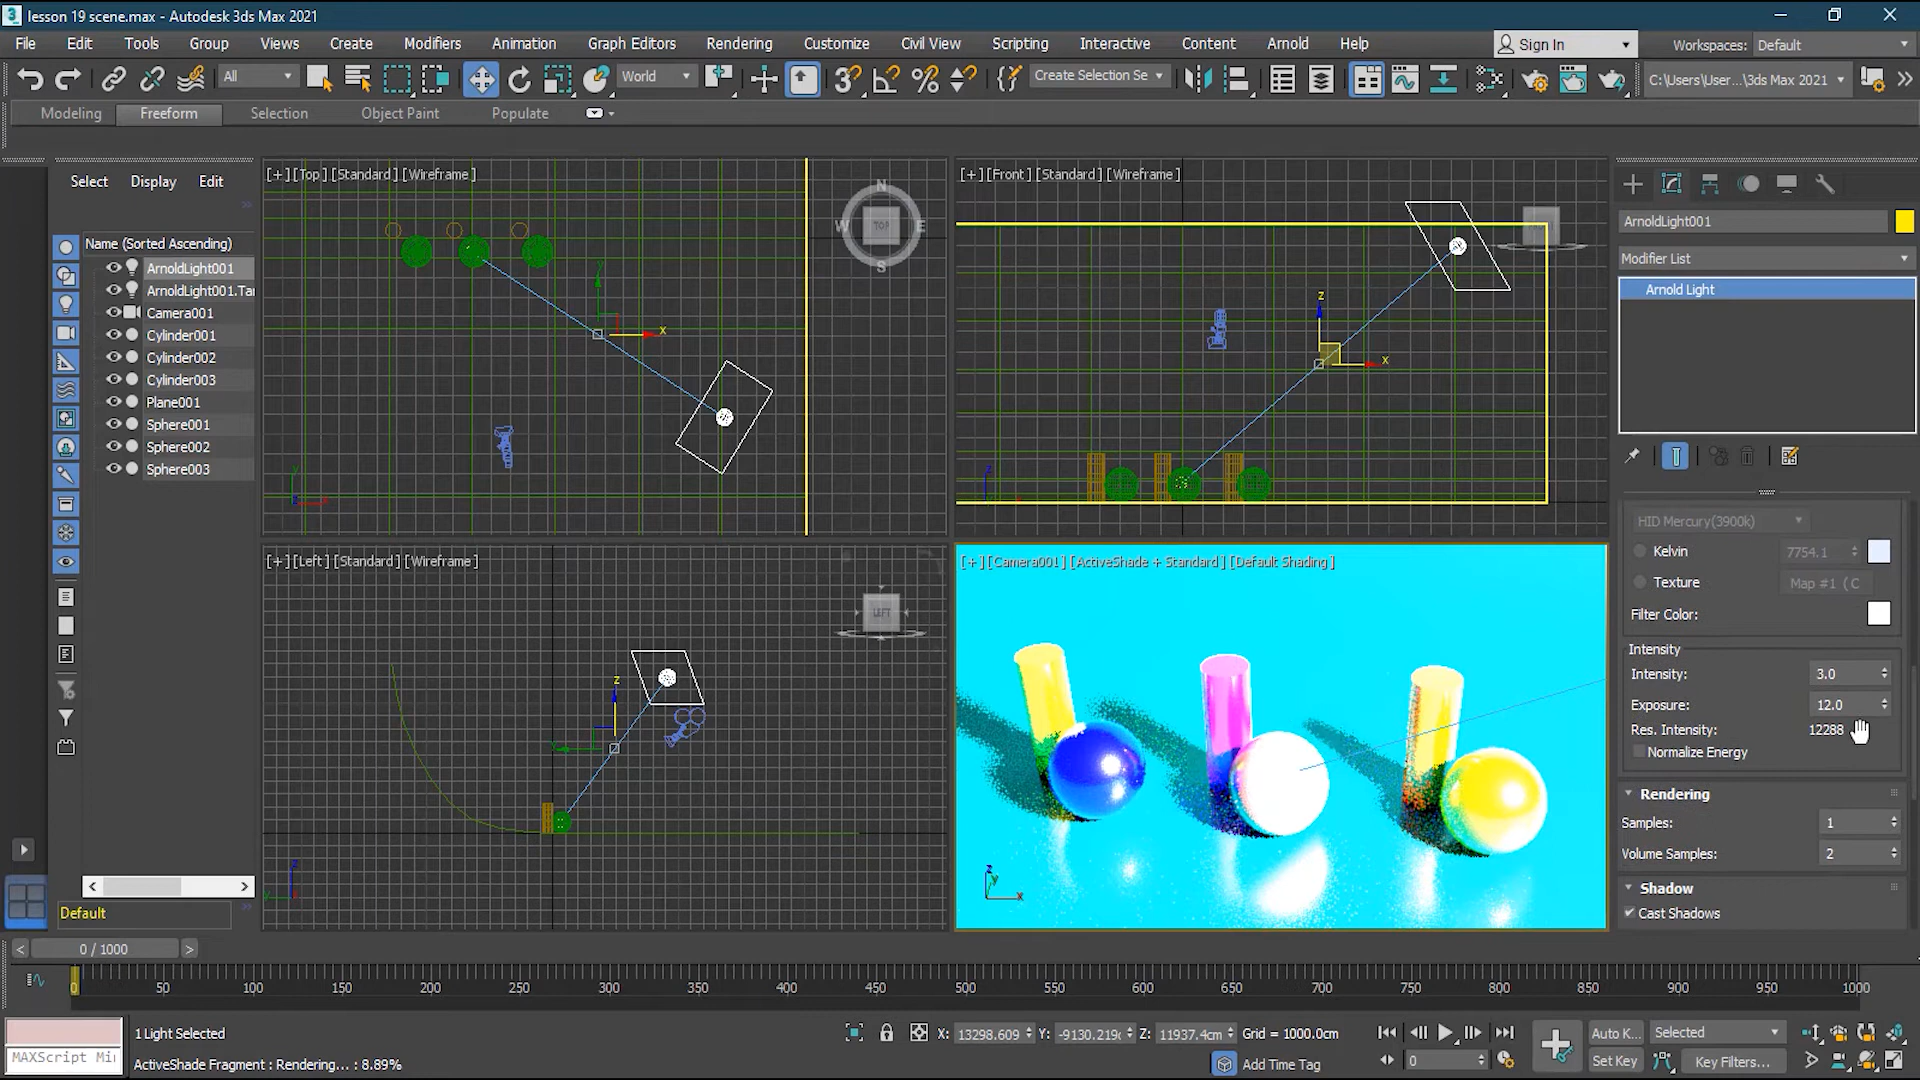 lesson 19 scene.max - Autodesk 3ds Max 2021
File Edit Tools Group Views Create Modifiers Animation Graph Editors Rendering Customize Civil View Scripting Interactive Content Arnold Help Sign In Workspaces: Default
All World Create Selection Se C:\Users\User...\3ds Max 2021
Modeling Freeform Selection Object Paint Populate
Select Display Edit
Name (Sorted Ascending)
ArnoldLight001
ArnoldLight001.Tar
Camera001
Cylinder001
Cylinder002
Cylinder003
Plane001
Sphere001
Sphere002
Sphere003
Default
[+] [Top] [Standard] [Wireframe]
N
W TOP E
S
y
x
[+] [Front] [Standard] [Wireframe]
z
x
[+] [Left] [Standard] [Wireframe]
LEFT
z
[+] [Camera001] [ActiveShade + Standard] [Default Shading]
z
x
ArnoldLight001
Modifier List
Arnold Light
HID Mercury(3900k)
Kelvin 7754.1
Texture Map #1 ( C
Filter Color:
Intensity
Intensity: 3.0
Exposure: 12.0
Res. Intensity: 12288
Normalize Energy
Rendering
Samples: 1
Volume Samples: 2
Shadow
Cast Shadows
< 0 / 1000 >
0 50 100 150 200 250 300 350 400 450 500 550 600 650 700 750 800 850 900 950 1000
1 Light Selected X: 13298.609 Y: -9130.219c Z: 11937.4cm Grid = 1000.0cm Auto K... Selected
MAXScript Mi ActiveShade Fragment : Rendering... : 8.89% Add Time Tag 0 Set Key Key Filters...